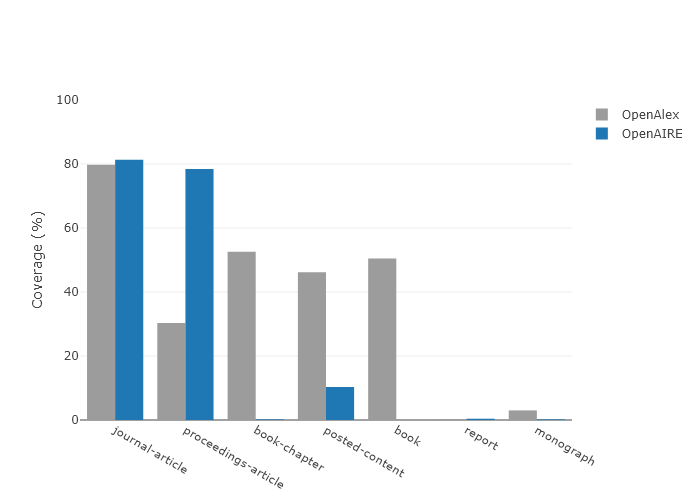 100
80
60
40
20
0
Coverage (%)
journal-article
proceedings-article
book-chapter
posted-content
book
report
monograph
OpenAlex
OpenAIRE